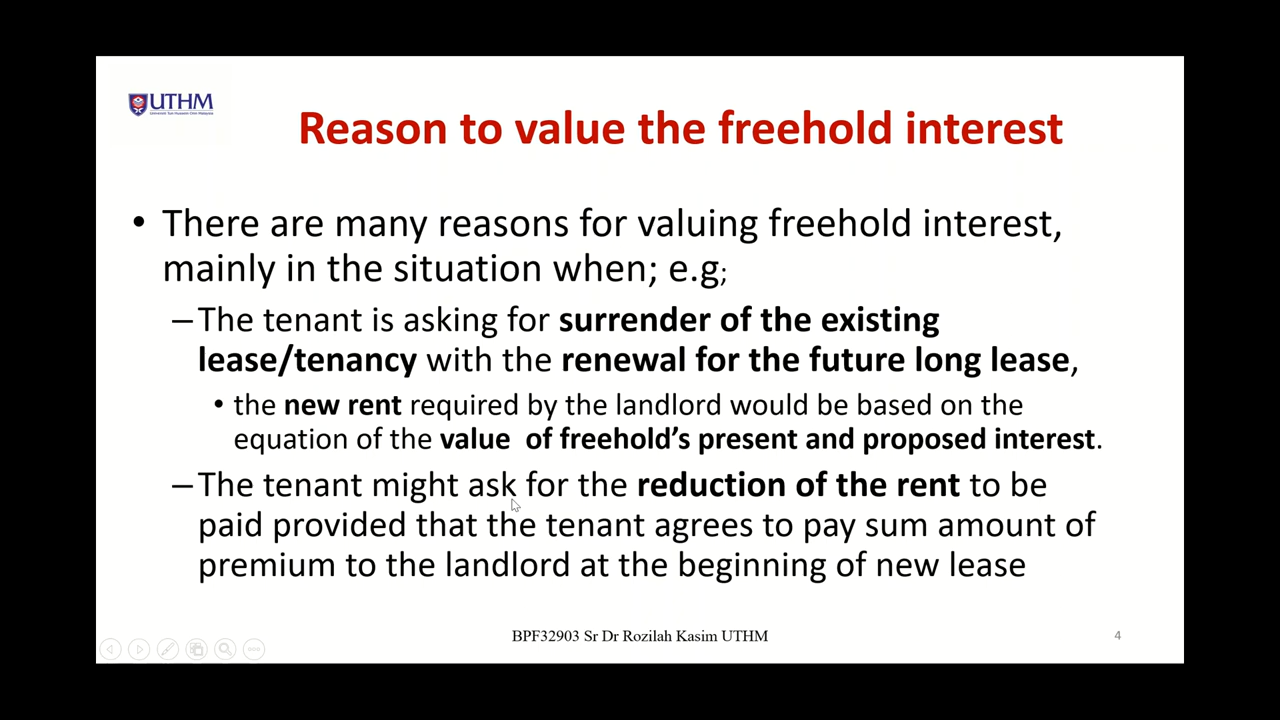 UTHM
Reason to value the freehold interest
• There are many reasons for valuing freehold interest,
mainly in the situation when; e.g;
–The tenant is asking for surrender of the existing
lease/tenancy with the renewal for the future long lease,
• the new rent required by the landlord would be based on the
equation of the value of freehold's present and proposed interest.
–The tenant might ask for the reduction of the rent to be
paid provided that the tenant agrees to pay sum amount of
premium to the landlord at the beginning of new lease
BPF32903 Sr Dr Rozilah Kasim UTHM
4